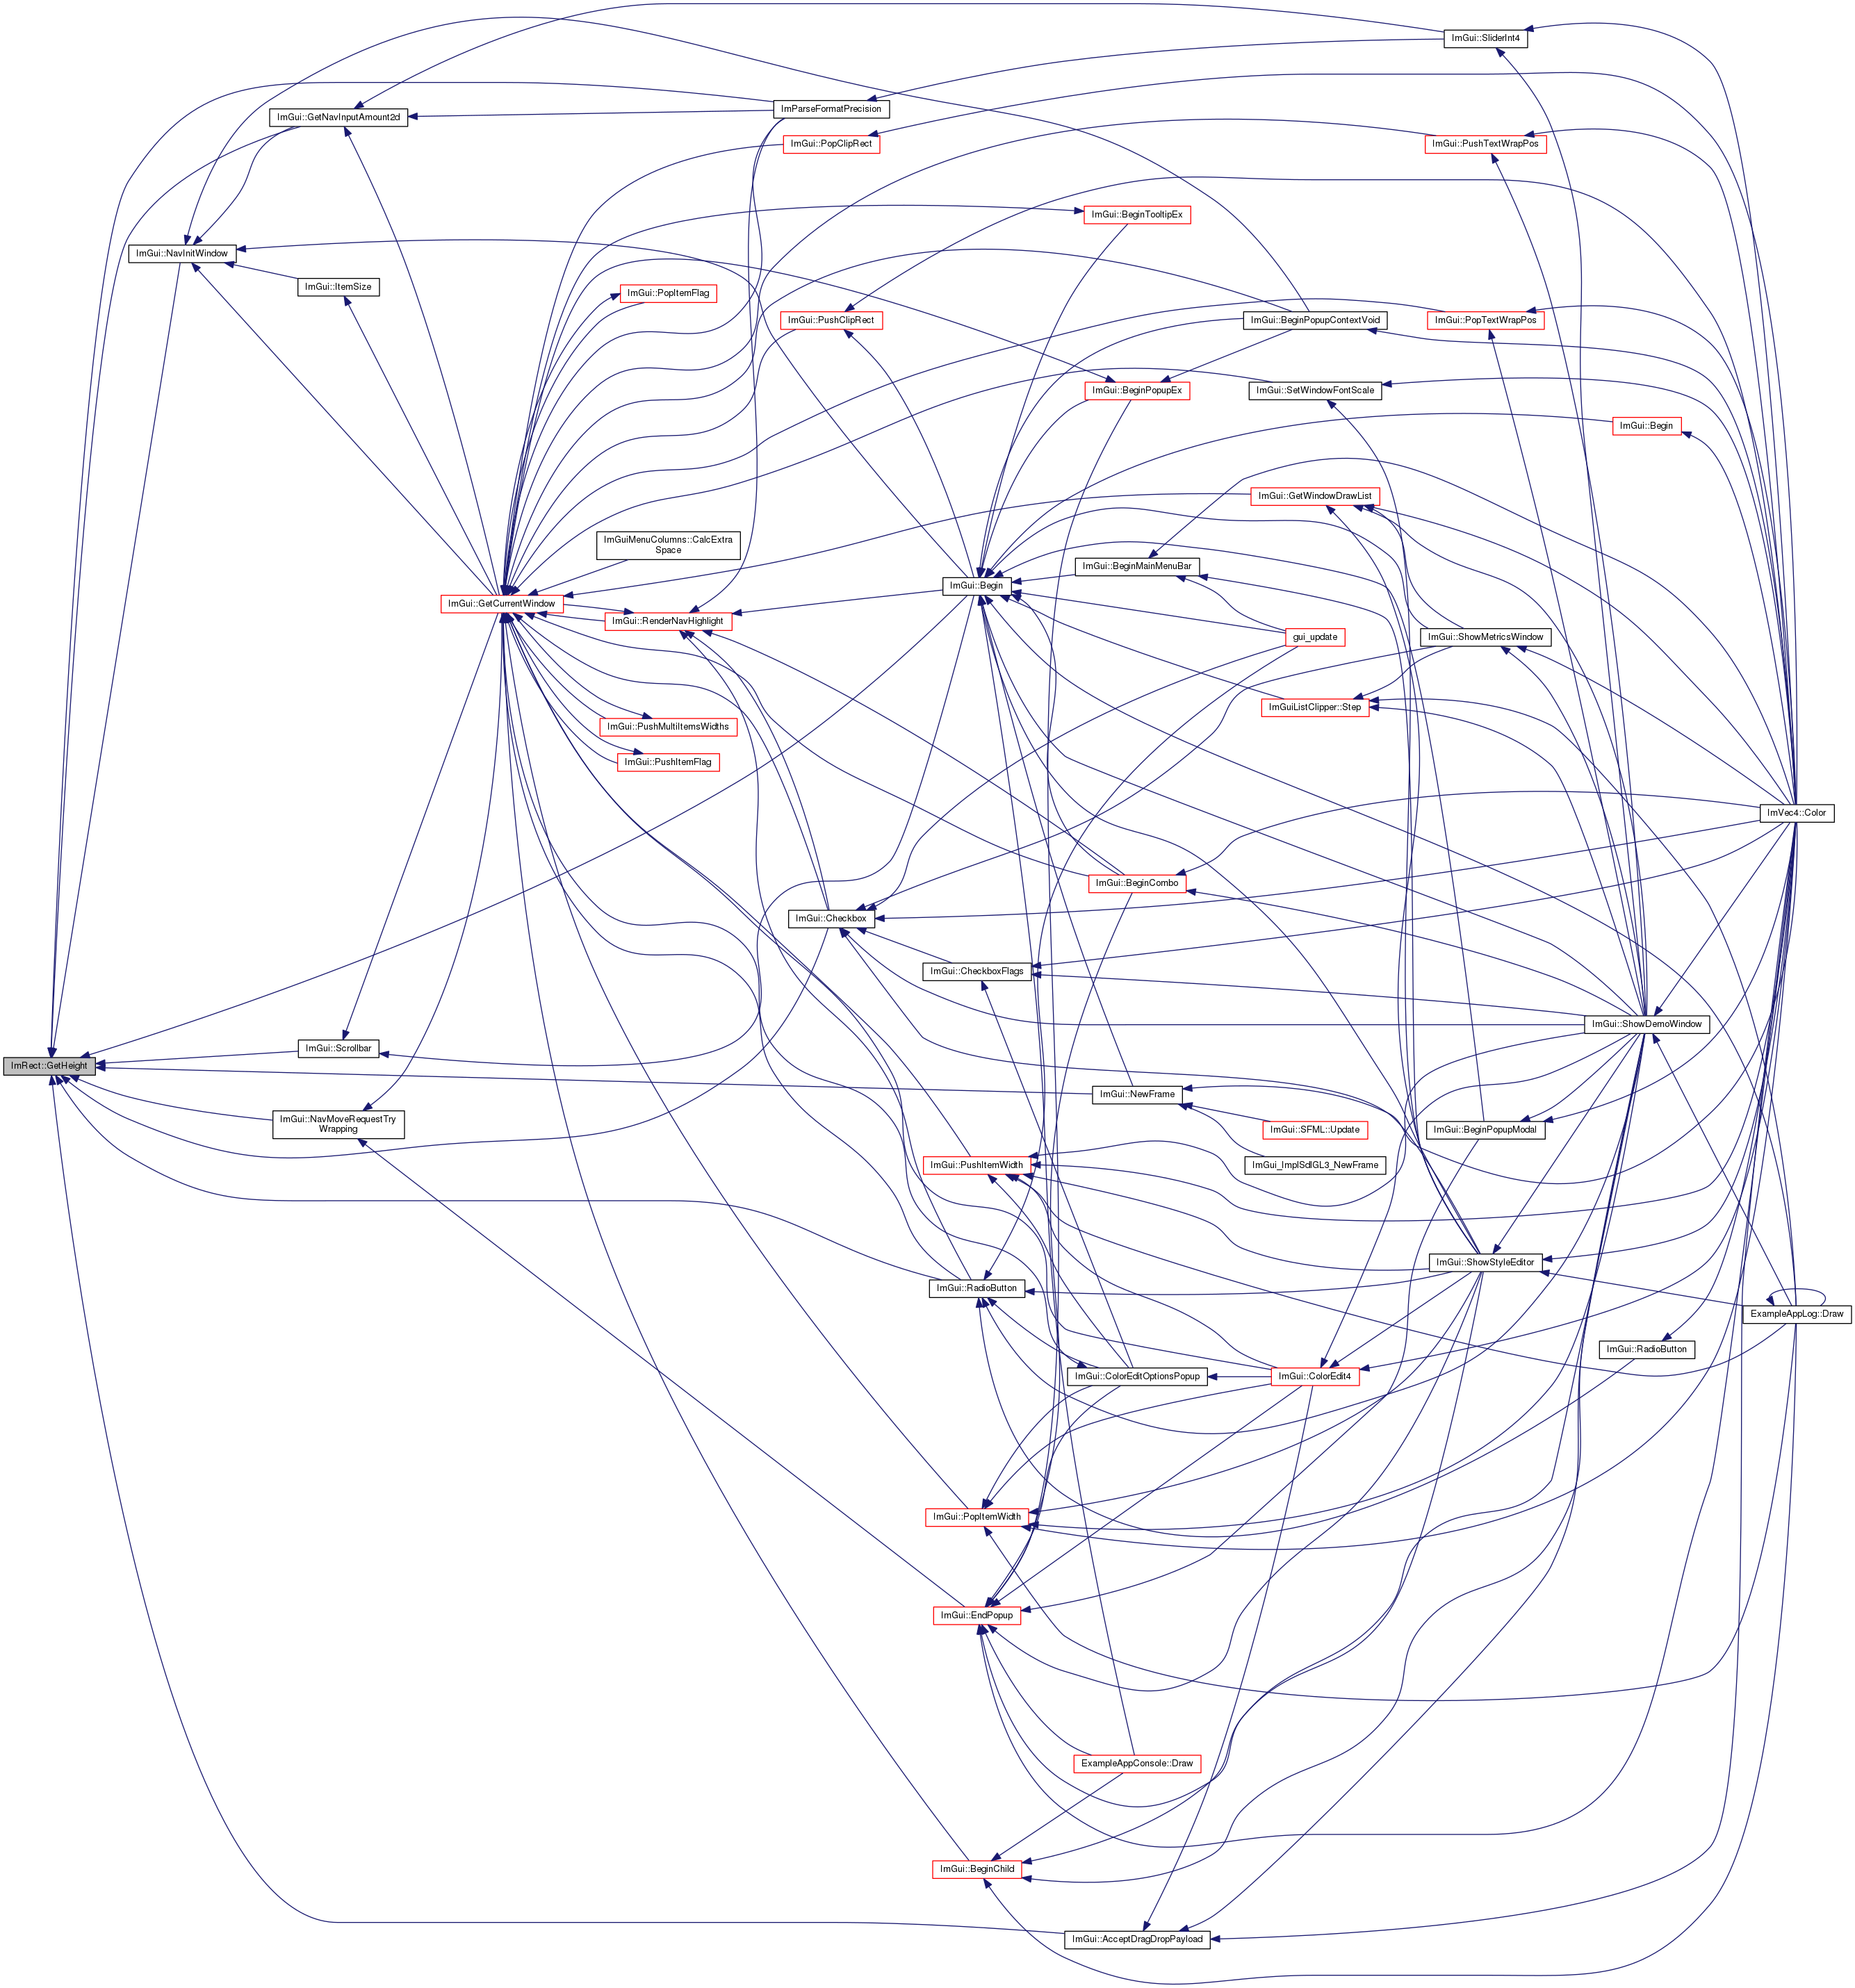 ImGui::SliderInt4
ImParseFormatPrecision
ImGui::GetNavInputAmount2d
ImGui::PopClipRect
ImGui::PushTextWrapPos
ImGui::BeginTooltipEx
ImGui::NavInitWindow
ImGui::ItemSize
ImGui::PopItemFlag
ImGui::PushClipRect
ImGui::BeginPopupContextVoid
ImGui::PopTextWrapPos
ImGui::BeginPopupEx
ImGui::SetWindowFontScale
ImGui::Begin
ImGui::GetWindowDrawList
ImGuiMenuColumns::CalcExtra
Space
ImGui::BeginMainMenuBar
ImGui::Begin
ImGui::GetCurrentWindow
ImGui::RenderNavHighlight
gui_update
ImGui::ShowMetricsWindow
ImGuiListClipper::Step
ImGui::PushMultiItemsWidths
ImGui::PushItemFlag
ImVec4::Color
ImGui::BeginCombo
ImGui::Checkbox
ImGui::CheckboxFlags
ImGui::ShowDemoWindow
ImGui::Scrollbar
ImRect::GetHeight
ImGui::NewFrame
ImGui::NavMoveRequestTry
Wrapping
ImGui::SFML::Update
ImGui::BeginPopupModal
ImGui::PushItemWidth
ImGui_ImplSdlGL3_NewFrame
ImGui::ShowStyleEditor
ImGui::RadioButton
ExampleAppLog::Draw
ImGui::RadioButton
ImGui::ColorEditOptionsPopup
ImGui::ColorEdit4
ImGui::PopItemWidth
ImGui::EndPopup
ExampleAppConsole::Draw
ImGui::BeginChild
ImGui::AcceptDragDropPayload